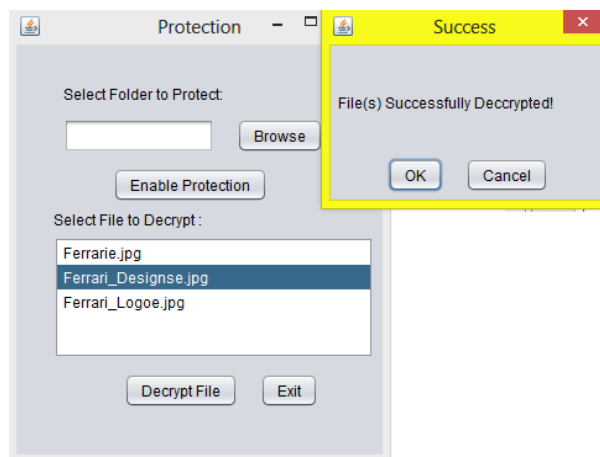 Protection
Select Folder to Protect:
Browse
Enable Protection
Select File to Decrypt :
Ferrarie.jpg
Ferrari_Designse.jpg
Ferrari_Logoe.jpg
Decrypt File
Exit
Success
File(s) Successfully Deccrypted!
OK
Cancel